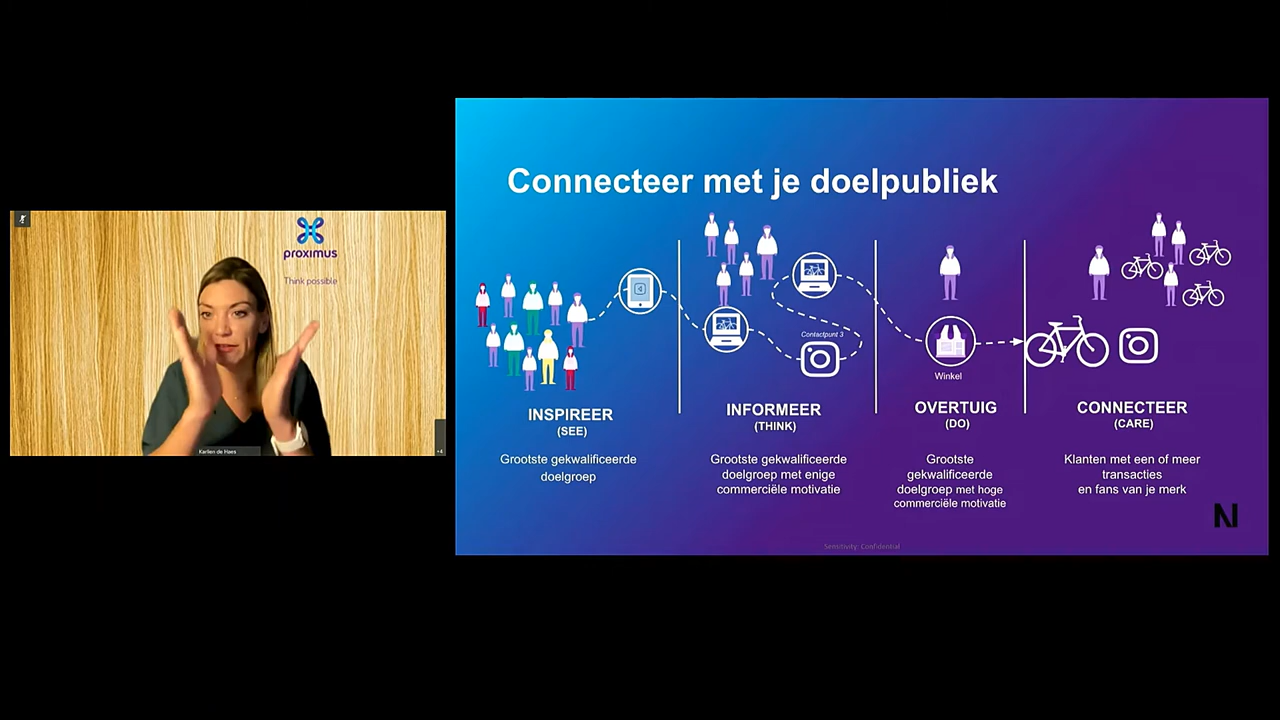 proximus
Think possible
Karlien de Haes
+4
Connecteer met je doelpubliek
Contactpunt 3
Winkel
INSPIREER
(SEE)
Grootste gekwalificeerde
doelgroep
INFORMEER
(THINK)
Grootste gekwalificeerde
doelgroep met enige
commerciële motivatie
OVERTUIG
(DO)
Grootste
gekwalificeerde
doelgroep met hoge
commerciële motivatie
CONNECTEER
(CARE)
Klanten met een of meer
transacties
en fans van je merk
N
Sensitivity: Confidential